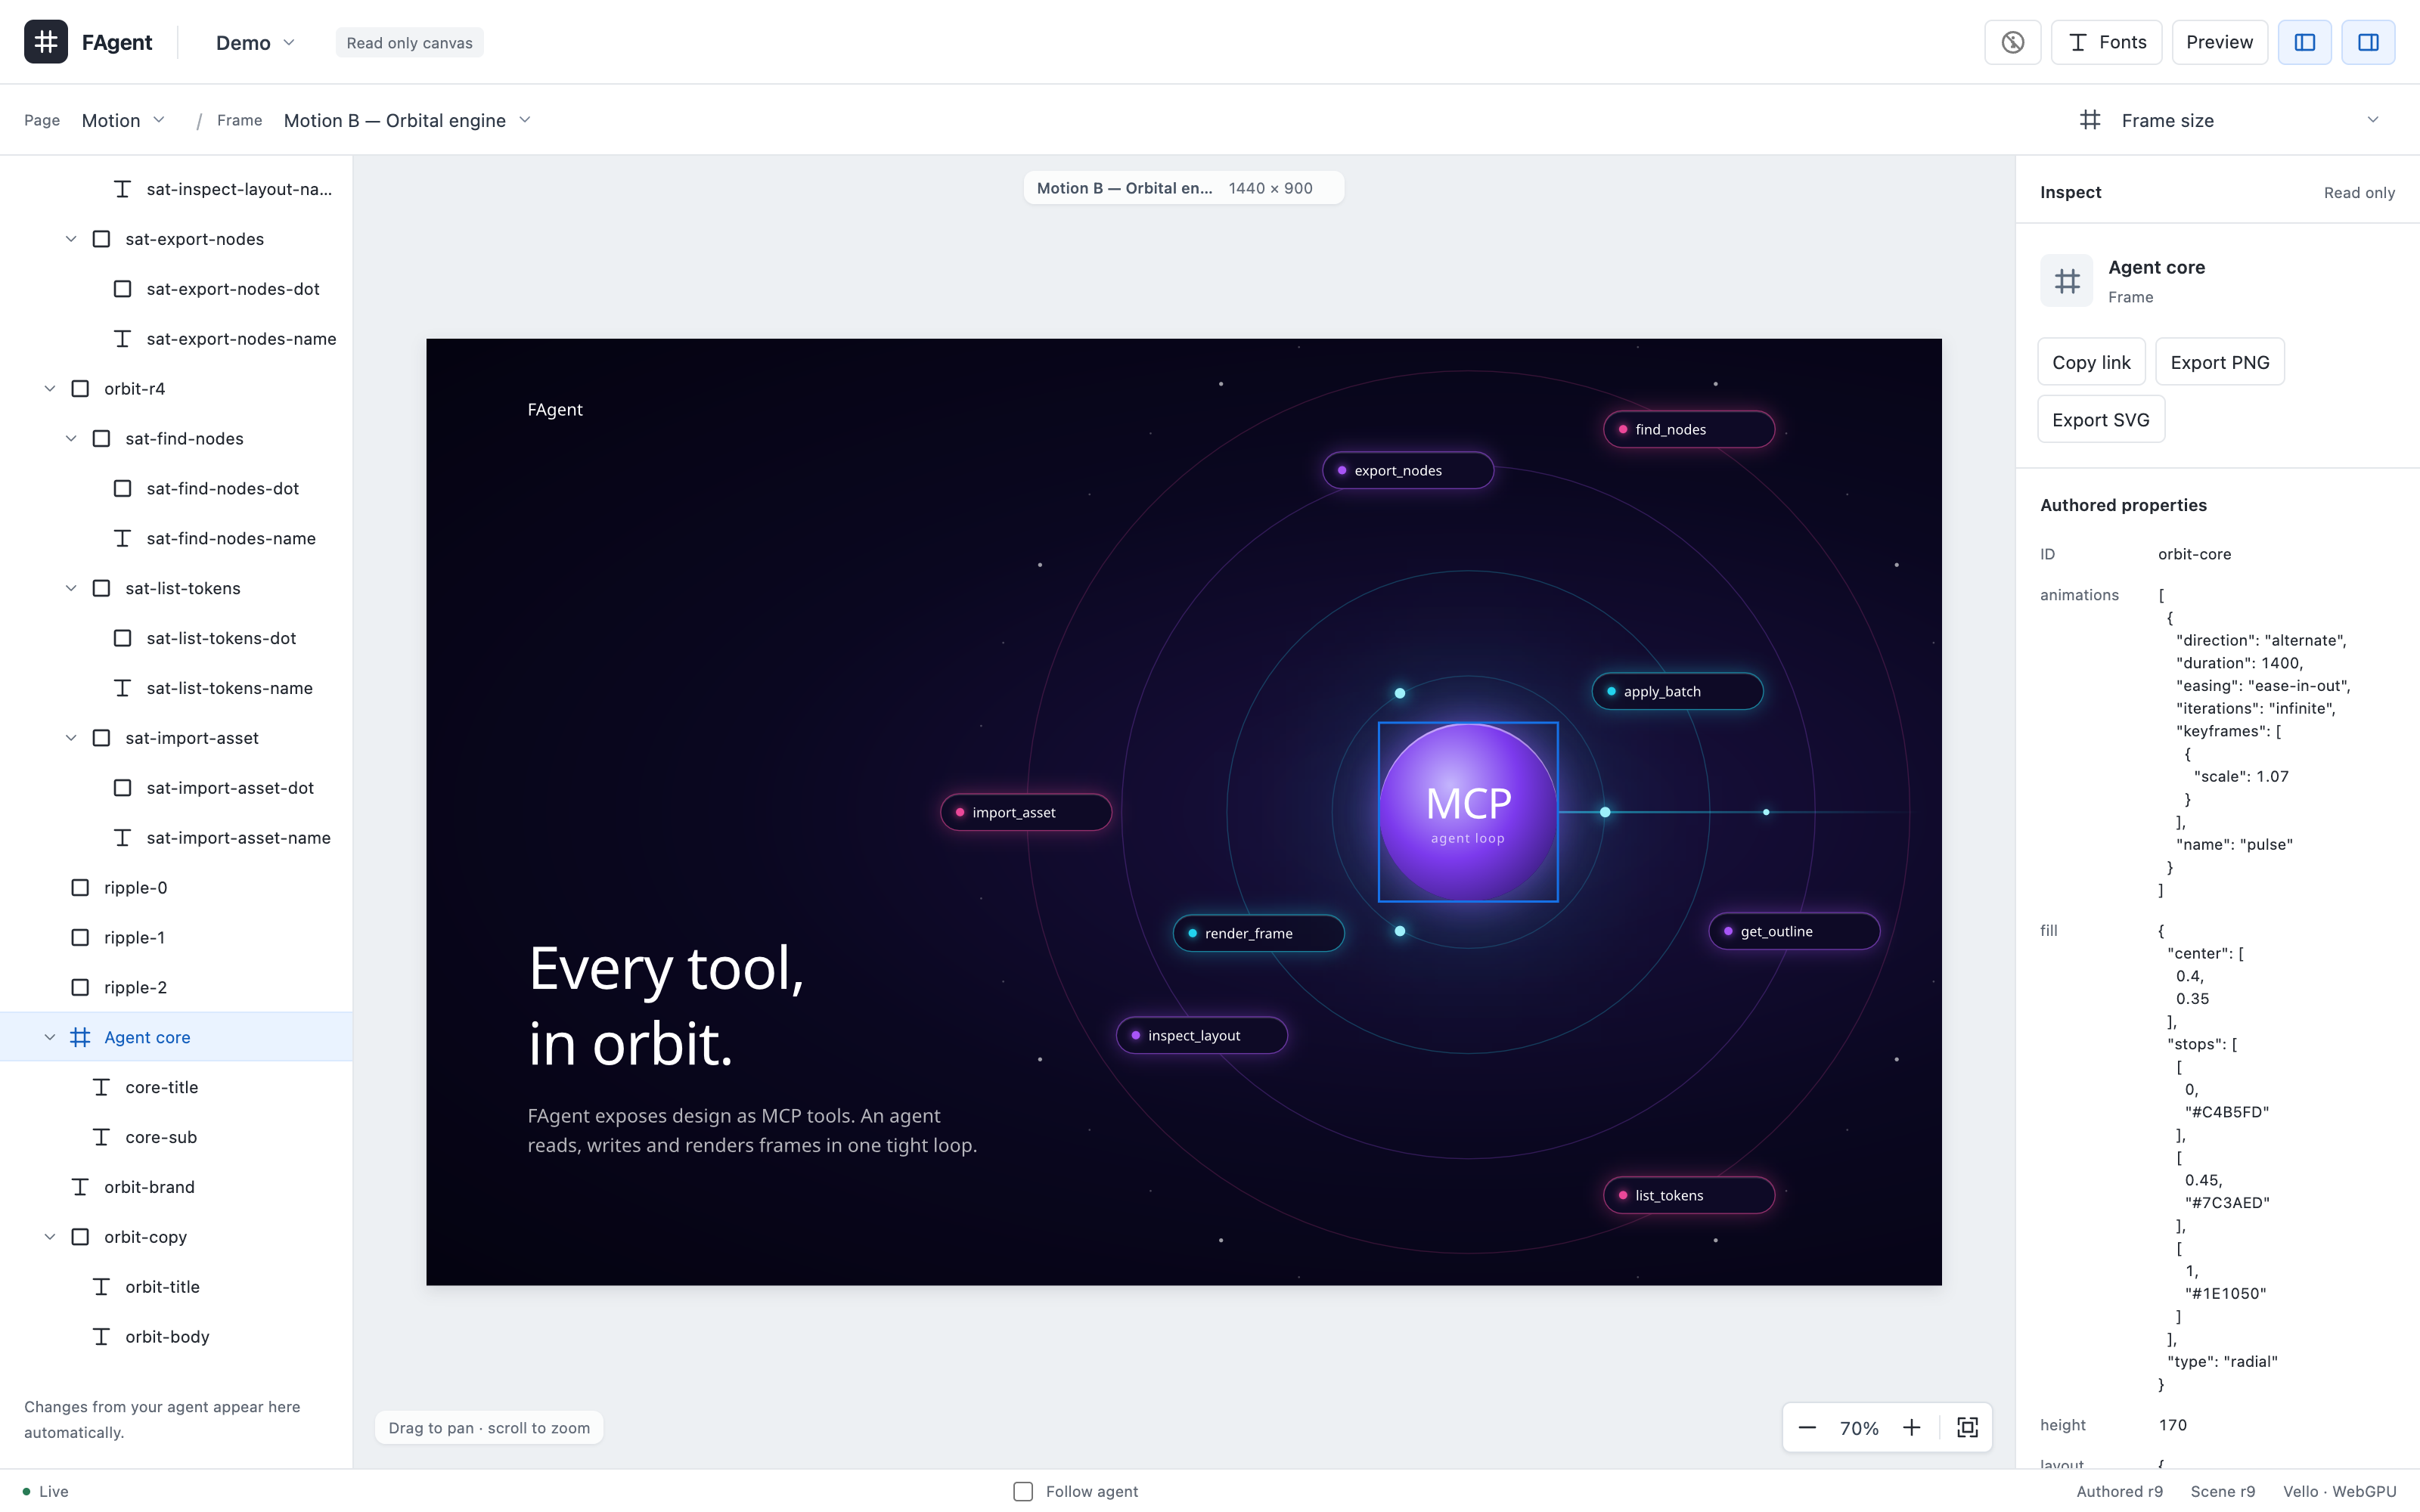 FAgent
Demo
Read only canvas
Fonts
Preview
Page
Motion
/
Frame
Motion B — Orbital engine
Frame size
sat-inspect-layout-na...
sat-export-nodes
sat-export-nodes-dot
sat-export-nodes-name
orbit-r4
sat-find-nodes
sat-find-nodes-dot
sat-find-nodes-name
sat-list-tokens
sat-list-tokens-dot
sat-list-tokens-name
sat-import-asset
sat-import-asset-dot
sat-import-asset-name
ripple-0
ripple-1
ripple-2
Agent core
core-title
core-sub
orbit-brand
orbit-copy
orbit-title
orbit-body
Changes from your agent appear here
automatically.
Motion B — Orbital en... 1440 × 900
FAgent
find_nodes
export_nodes
apply_batch
MCP
agent loop
import_asset
render_frame
get_outline
inspect_layout
list_tokens
Every tool,
in orbit.
FAgent exposes design as MCP tools. An agent
reads, writes and renders frames in one tight loop.
Drag to pan · scroll to zoom
70%
Inspect
Read only
Agent core
Frame
Copy link
Export PNG
Export SVG
Authored properties
ID orbit-core
animations [
{
"direction": "alternate",
"duration": 1400,
"easing": "ease-in-out",
"iterations": "infinite",
"keyframes": [
{
"scale": 1.07
}
],
"name": "pulse"
}
]
fill {
"center": [
0.4,
0.35
],
"stops": [
[
0,
"#C4B5FD"
],
[
0.45,
"#7C3AED"
],
[
1,
"#1E1050"
]
],
"type": "radial"
}
height 170
layout {
Live
Follow agent
Authored r9
Scene r9
Vello · WebGPU